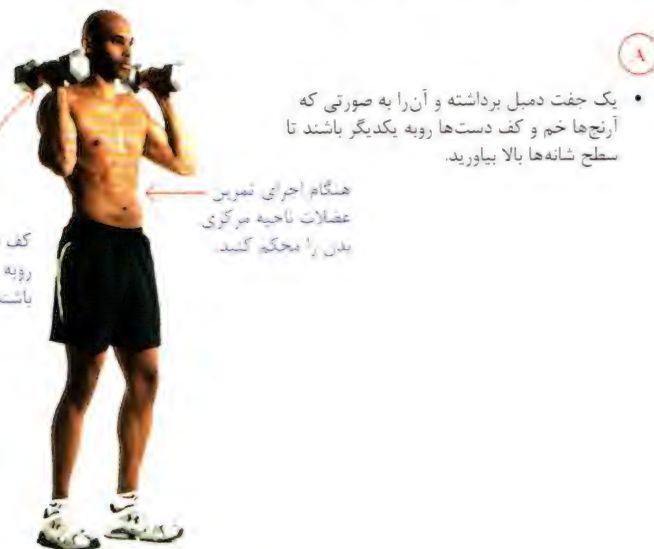 A
• یک جفت دمبل برداشته و آن‌را به صورتی که
آرنج‌ها خم و کف دست‌ها روبه یکدیگر باشند تا
سطح شانه‌ها بالا بیاورید.
هنگام اجرای تمرین
عضلات ناحیه مرکزی
بدن را محکم کنید.
کف
روبه
باشند